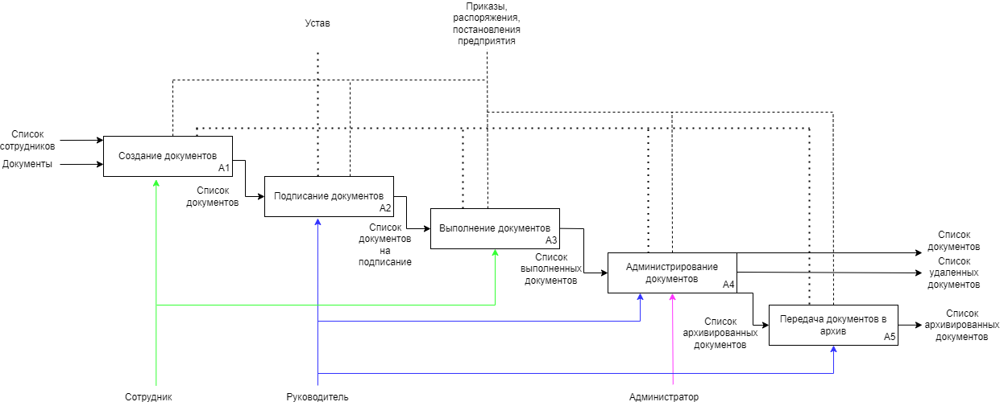 Приказы,
распоряжения,
постановления
предприятия
Устав
Список
сотрудников
Документы
Создание документов
A1
Список
документов
Подписание документов
A2
Список
документов
на
подписание
Выполнение документов
A3
Список
выполненных
документов
Администрирование
документов
A4
Список
документов
Список
удаленных
документов
Список
архивированных
документов
Передача документов в
архив
A5
Список
архивированных
документов
Сотрудник
Руководитель
Администратор